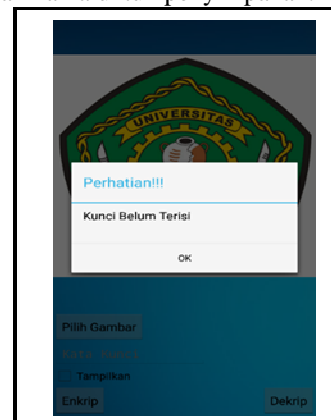 UNIVERSITAS
Perhatian!!!
Kunci Belum Terisi
OK
Pilih Gambar
Tampilkan
Enkrip
Dekrip